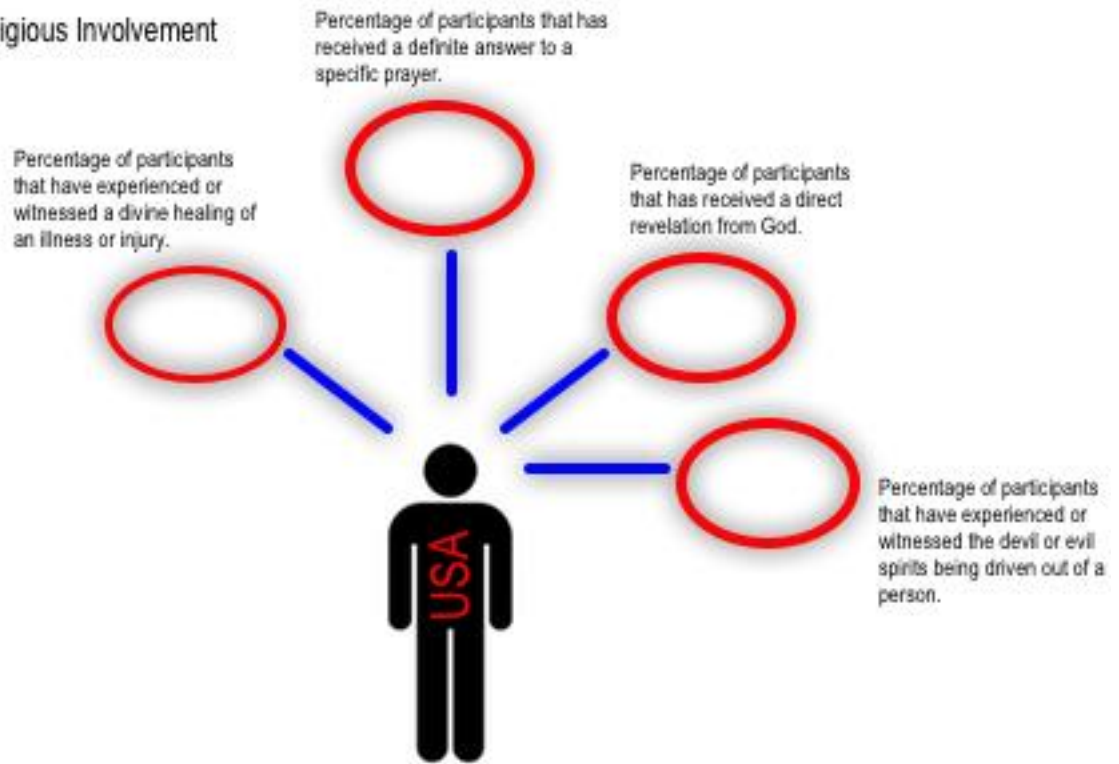 igious Involvement
Percentage of participants that has
received a definite answer to a
specific prayer.
Percentage of participants
that have experienced or
witnessed a divine healing of
an illness or injury.
Percentage of participants
that has received a direct
revelation from God.
Percentage of participants
that have experienced or
witnessed the devil or evil
spirits being driven out of a
person.
USA